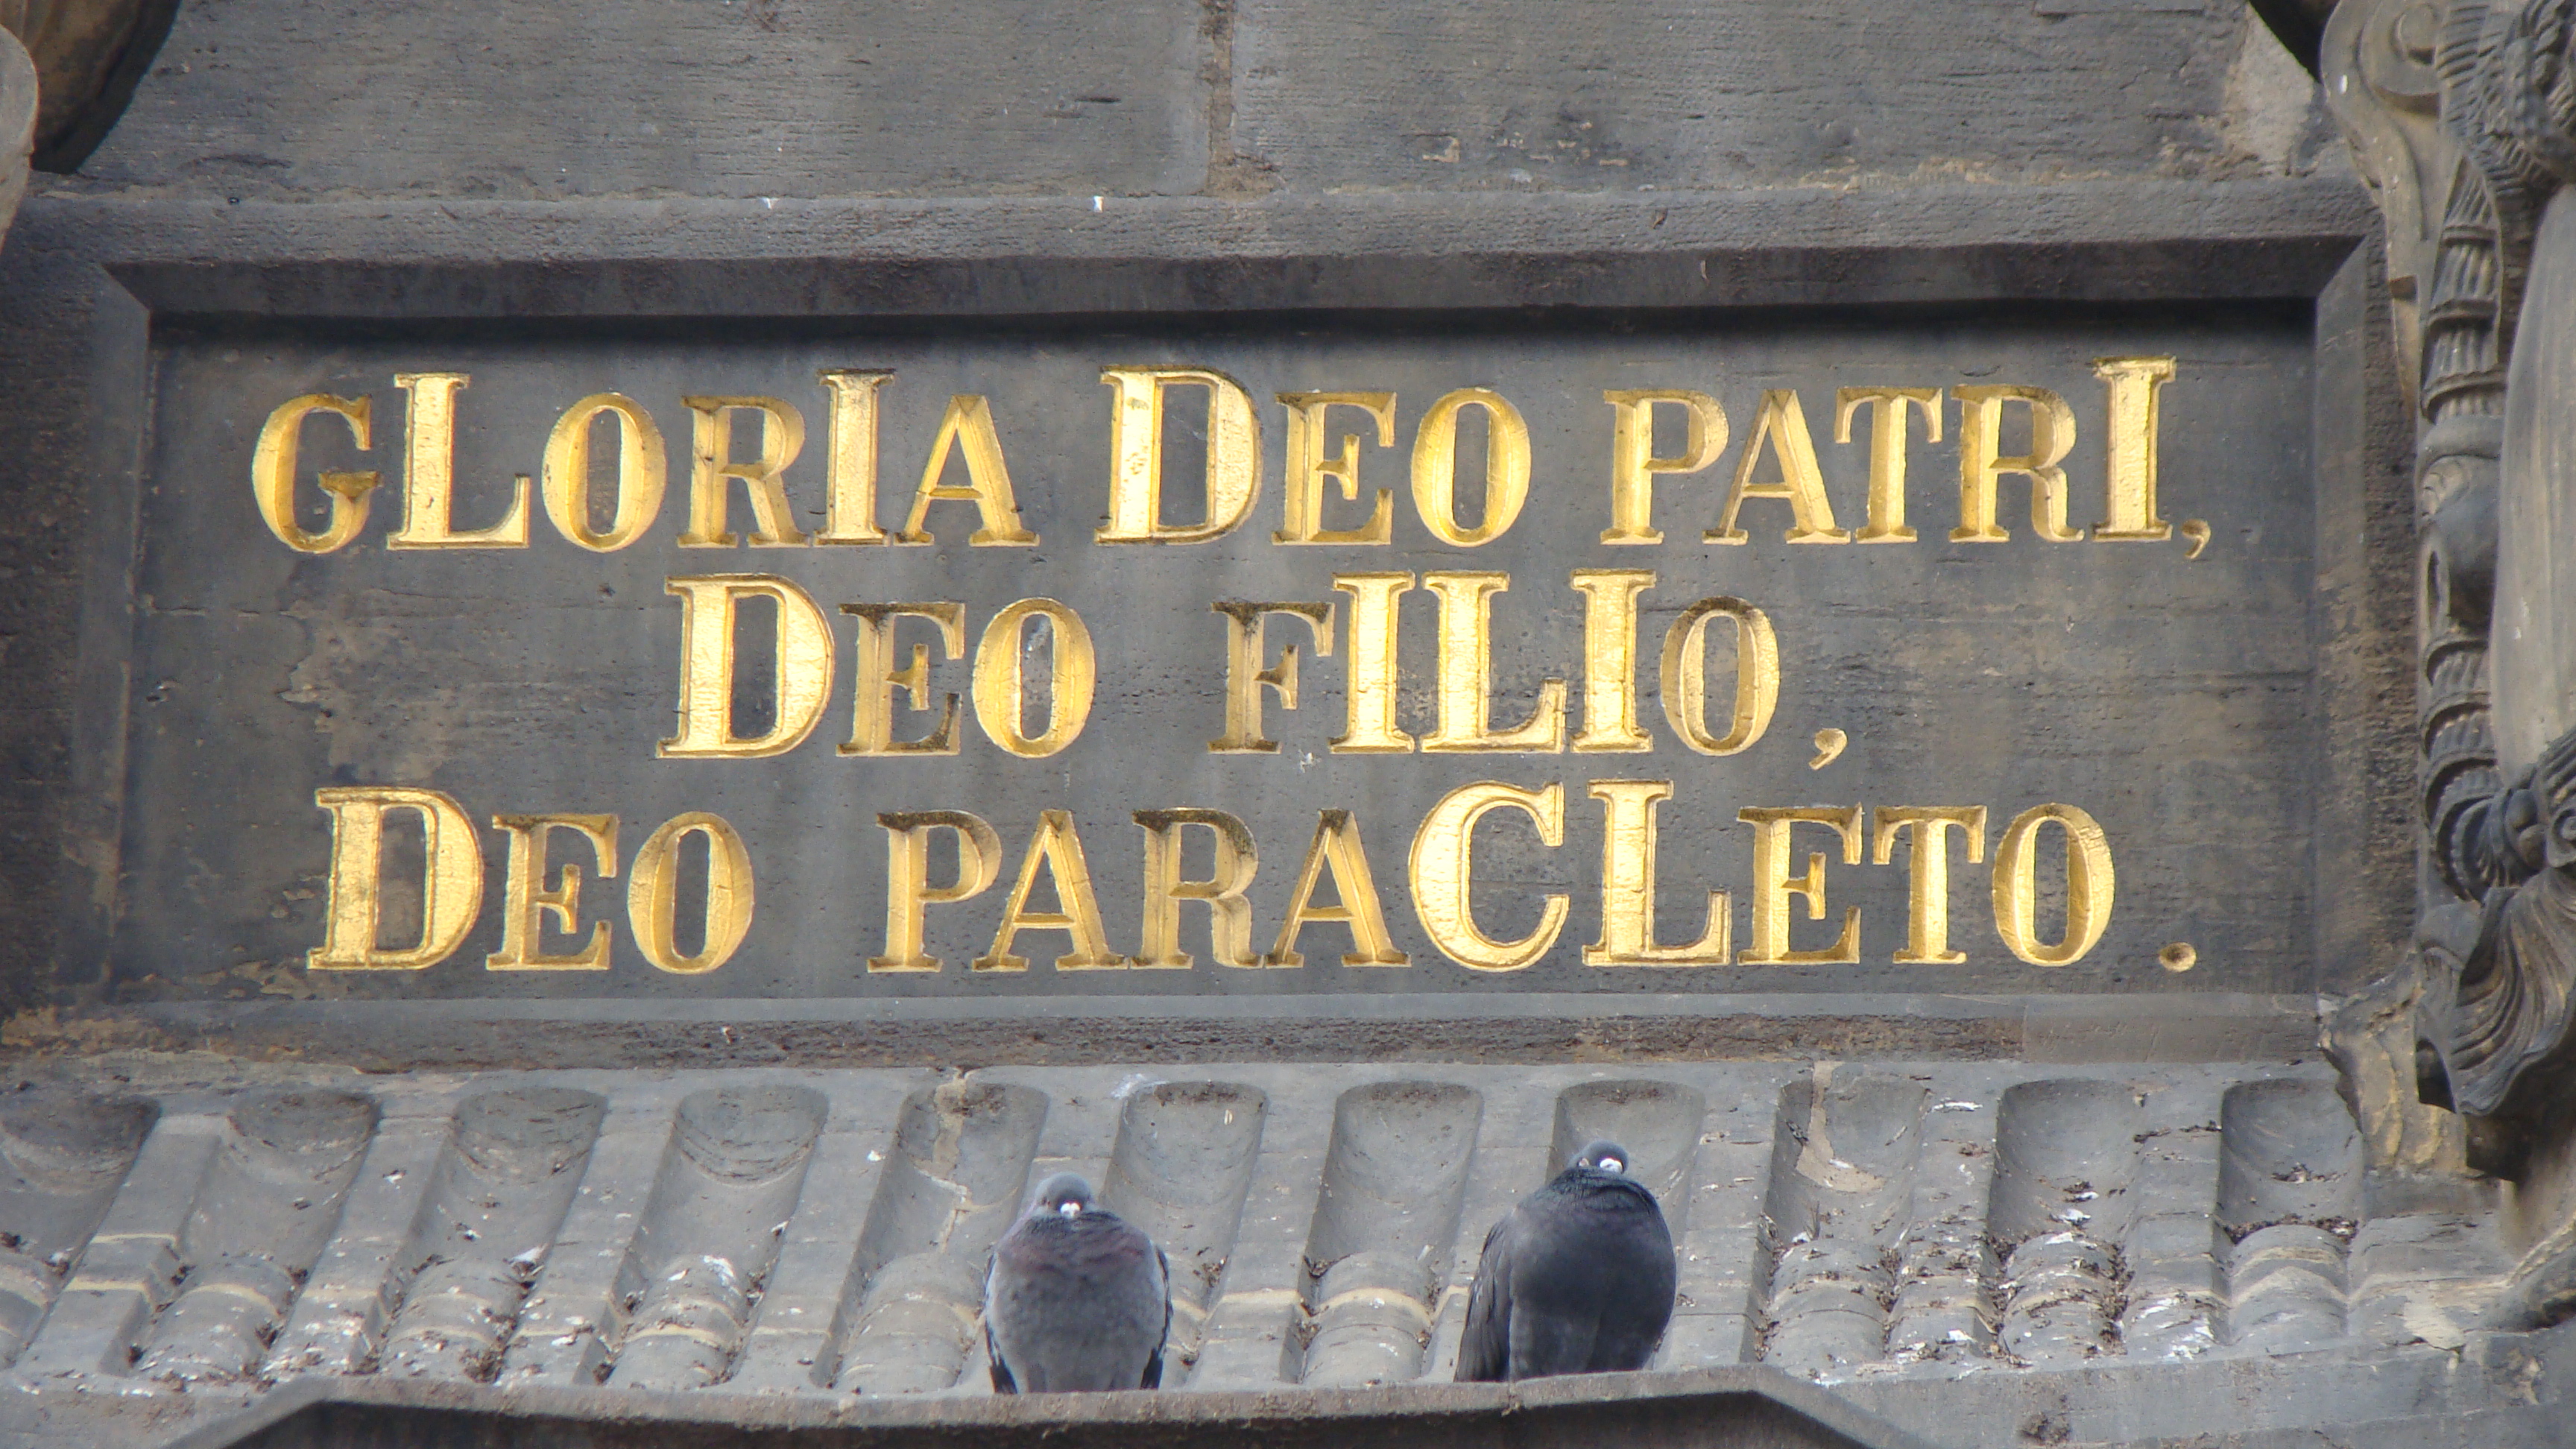 GLORIA DEO PATRI,
DEO FILIO,
DEO PARACLETO.